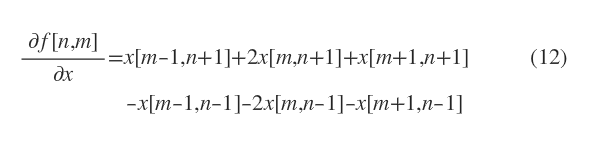 ∂f[n,m]/∂x =x[m−1,n+1]+2x[m,n+1]+x[m+1,n+1] (12)
−x[m−1,n−1]−2x[m,n−1]−x[m+1,n−1]